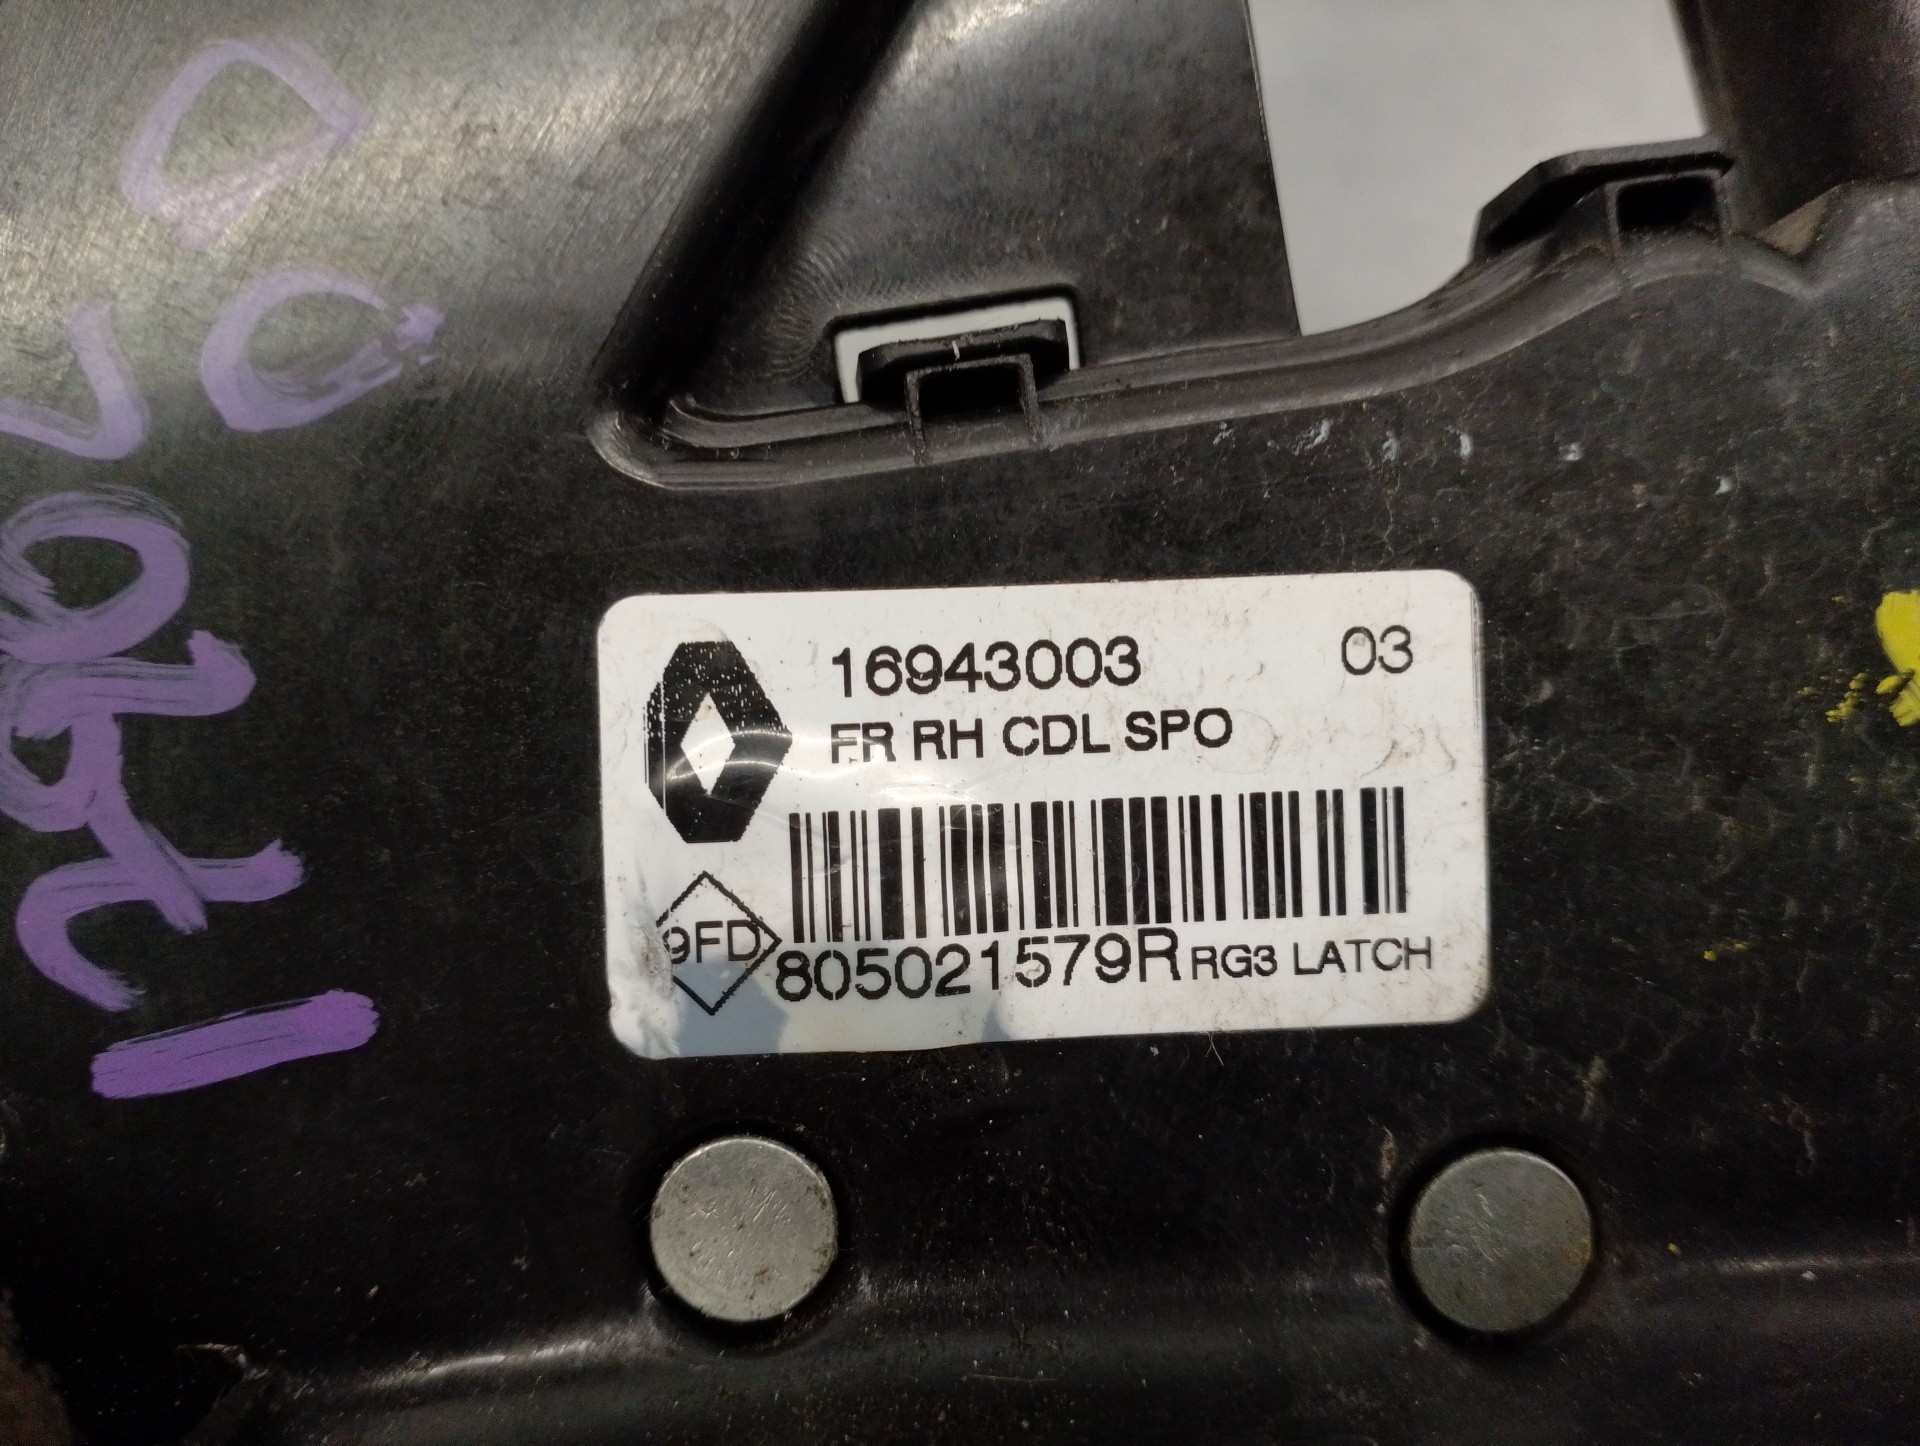 16943003 03
FR RH CDL SPO
9FD
805021579R RG3 LATCH